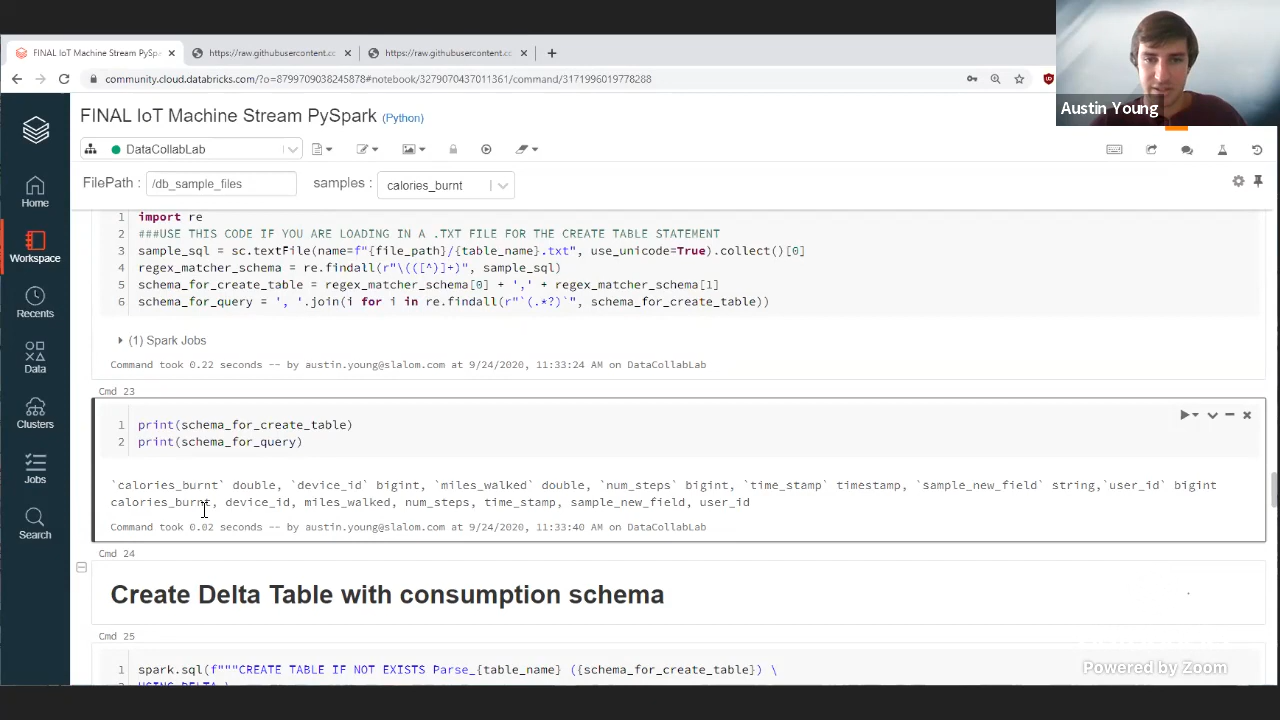 FINAL IoT Machine Stream PySpa
https://raw.githubusercontent.cc
https://raw.githubusercontent.cc
community.cloud.databricks.com/?o=8799709038245878#notebook/3279070437011361/command/3171996019778288
Austin Young
FINAL IoT Machine Stream PySpark (Python)
DataCollabLab
FilePath : /db_sample_files samples : calories_burnt
Home
Workspace
Recents
Data
Clusters
Jobs
Search
1 import re
2 ###USE THIS CODE IF YOU ARE LOADING IN A .TXT FILE FOR THE CREATE TABLE STATEMENT
3 sample_sql = sc.textFile(name=f"{file_path}/{table_name}.txt", use_unicode=True).collect()[0]
4 regex_matcher_schema = re.findall(r"\(([^)]+)", sample_sql)
5 schema_for_create_table = regex_matcher_schema[0] + ',' + regex_matcher_schema[1]
6 schema_for_query = ', '.join(i for i in re.findall(r"`(.*?)`", schema_for_create_table))
(1) Spark Jobs
Command took 0.22 seconds -- by austin.young@slalom.com at 9/24/2020, 11:33:24 AM on DataCollabLab
Cmd 23
1 print(schema_for_create_table)
2 print(schema_for_query)
`calories_burnt` double, `device_id` bigint, `miles_walked` double, `num_steps` bigint, `time_stamp` timestamp, `sample_new_field` string,`user_id` bigint
calories_burnt, device_id, miles_walked, num_steps, time_stamp, sample_new_field, user_id
Command took 0.02 seconds -- by austin.young@slalom.com at 9/24/2020, 11:33:40 AM on DataCollabLab
Cmd 24
Create Delta Table with consumption schema
Cmd 25
1 spark.sql(f"""CREATE TABLE IF NOT EXISTS Parse_{table_name} ({schema_for_create_table}) \
Powered by Zoom